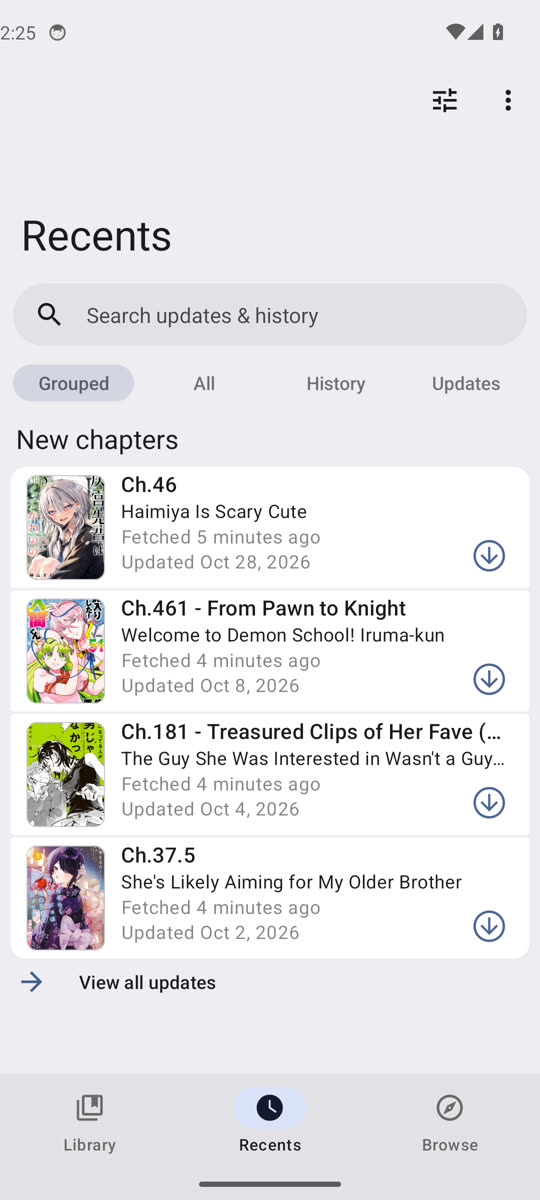 2:25
Recents
Search updates & history
Grouped
All
History
Updates
New chapters
Ch.46
Haimiya Is Scary Cute
Fetched 5 minutes ago
Updated Oct 28, 2026
Ch.461 - From Pawn to Knight
Welcome to Demon School! Iruma-kun
Fetched 4 minutes ago
Updated Oct 8, 2026
Ch.181 - Treasured Clips of Her Fave (...
The Guy She Was Interested in Wasn't a Guy...
Fetched 4 minutes ago
Updated Oct 4, 2026
Ch.37.5
She's Likely Aiming for My Older Brother
Fetched 4 minutes ago
Updated Oct 2, 2026
View all updates
Library
Recents
Browse